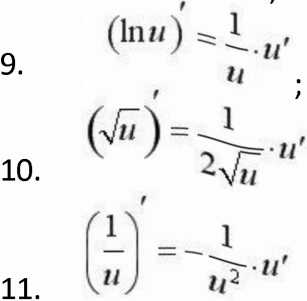 9. (ln u)′ = 1/u · u′ ;
10. (√u)′ = 1/(2√u) · u′
11. (1/u)′ = −1/u² · u′